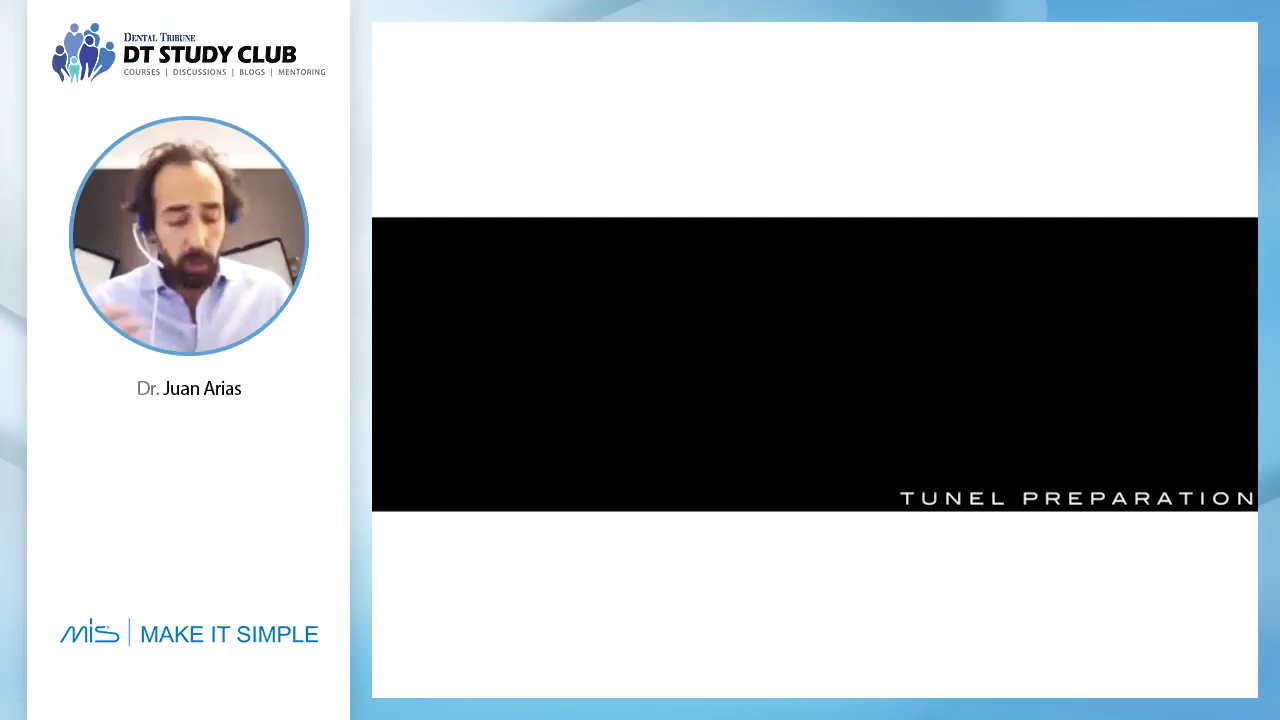 DENTAL TRIBUNE
DT STUDY CLUB
COURSES | DISCUSSIONS | BLOGS | MENTORING
Dr. Juan Arias
mis® | MAKE IT SIMPLE
TUNEL PREPARATION